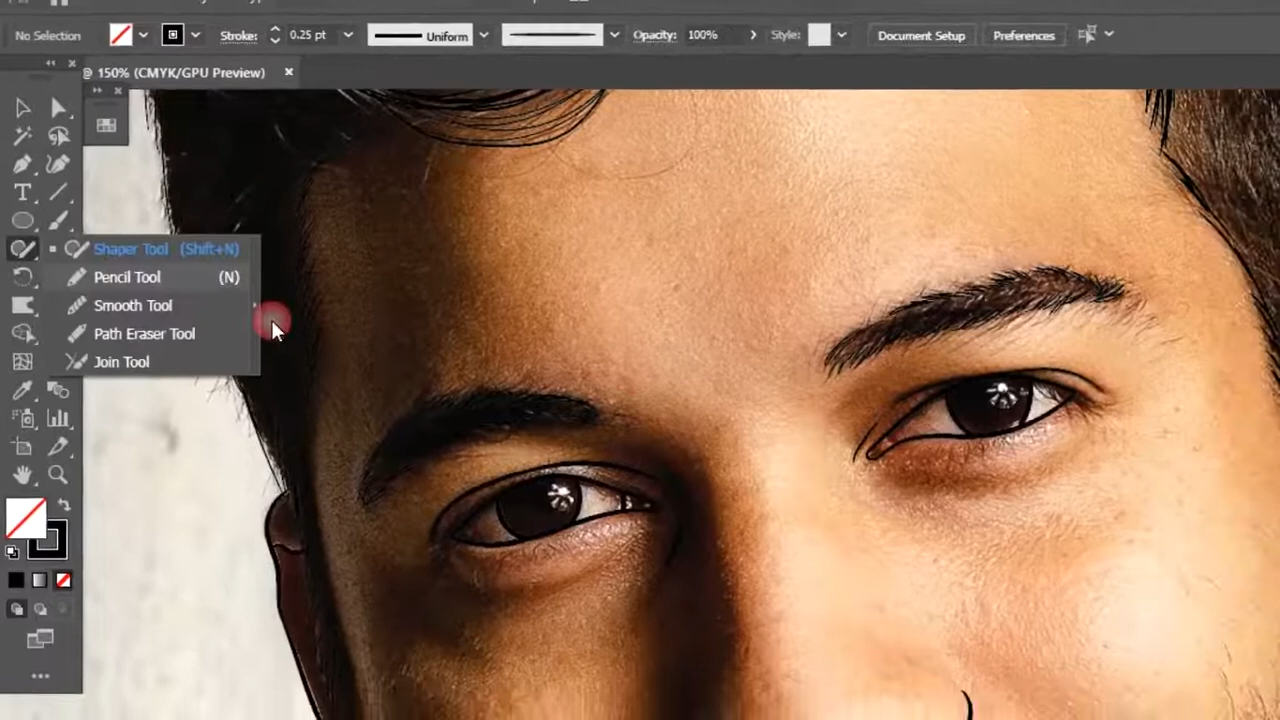 No Selection Stroke: 0.25 pt Uniform Opacity: 100% Style: Document Setup Preferences
@ 150% (CMYK/GPU Preview)
Shaper Tool (Shift+N)
Pencil Tool (N)
Smooth Tool
Path Eraser Tool
Join Tool